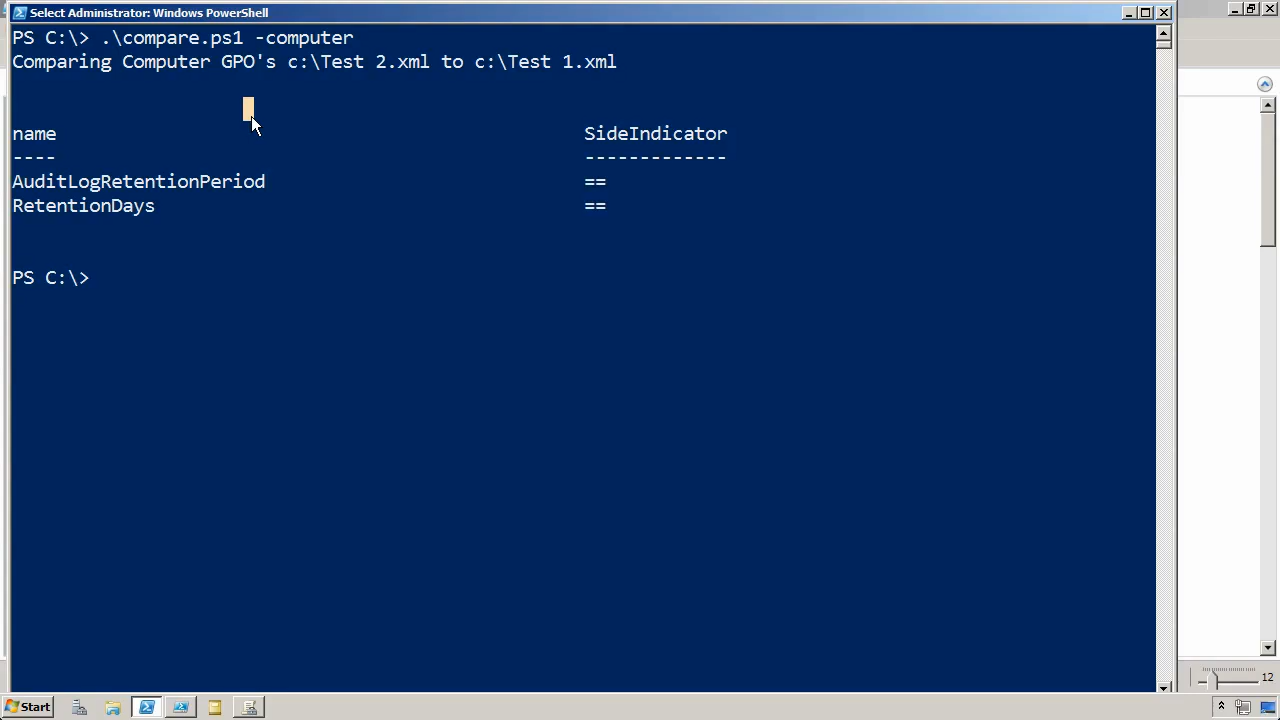 Select Administrator: Windows PowerShell
PS C:\> .\compare.ps1 -computer
Comparing Computer GPO's c:\Test 2.xml to c:\Test 1.xml
name SideIndicator
---- -------------
AuditLogRetentionPeriod ==
RetentionDays ==
PS C:\>
12
Start